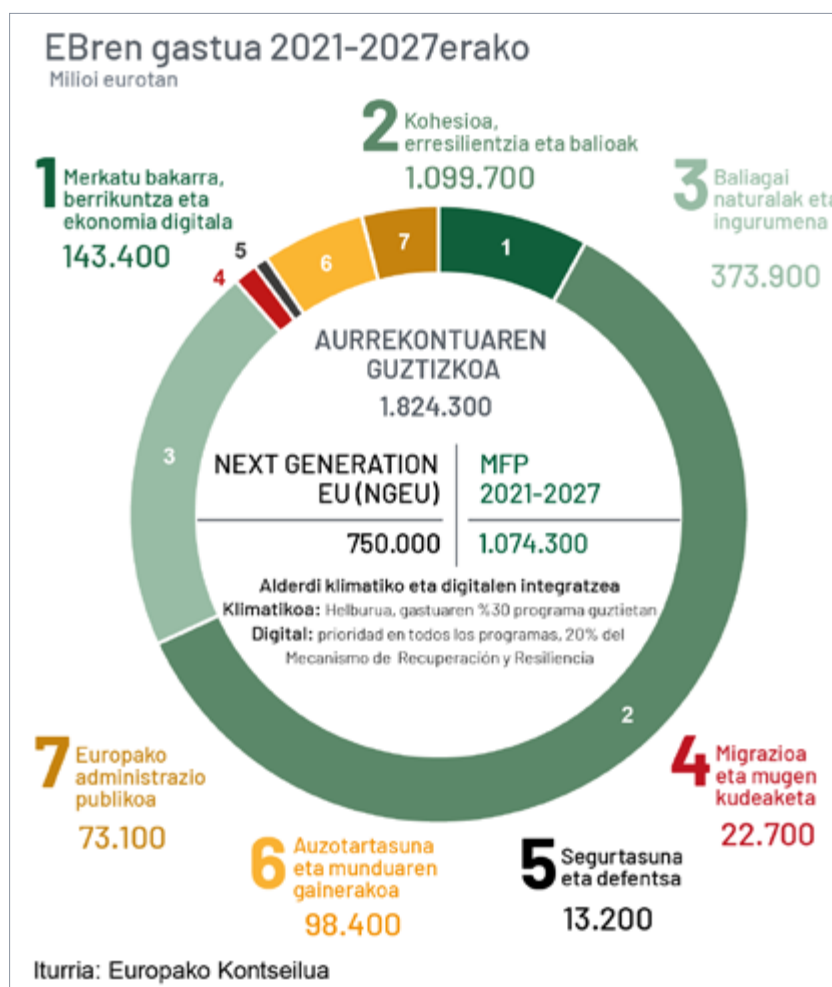 EBren gastua 2021-2027erako
Milioi eurotan
1 Merkatu bakarra,
berrikuntza eta
ekonomia digitala
143.400
2 Kohesioa,
erresilientzia eta balioak
1.099.700
3 Baliagai
naturalak eta
ingurumena
373.900
1
2
3
4
5
6
7
AURREKONTUAREN
GUZTIZKOA
1.824.300
NEXT GENERATION
EU (NGEU)
750.000
MFP
2021-2027
1.074.300
Alderdi klimatiko eta digitalen integratzea
Klimatikoa: Helburua, gastuaren %30 programa guztietan
Digital: prioridad en todos los programas, 20% del
Mecanismo de Recuperación y Resiliencia
7 Europako
administrazio
publikoa
73.100
6 Auzotartasuna
eta munduaren
gainerakoa
98.400
5 Segurtasuna
eta defentsa
13.200
4 Migrazioa
eta mugen
kudeaketa
22.700
Iturria: Europako Kontseilua